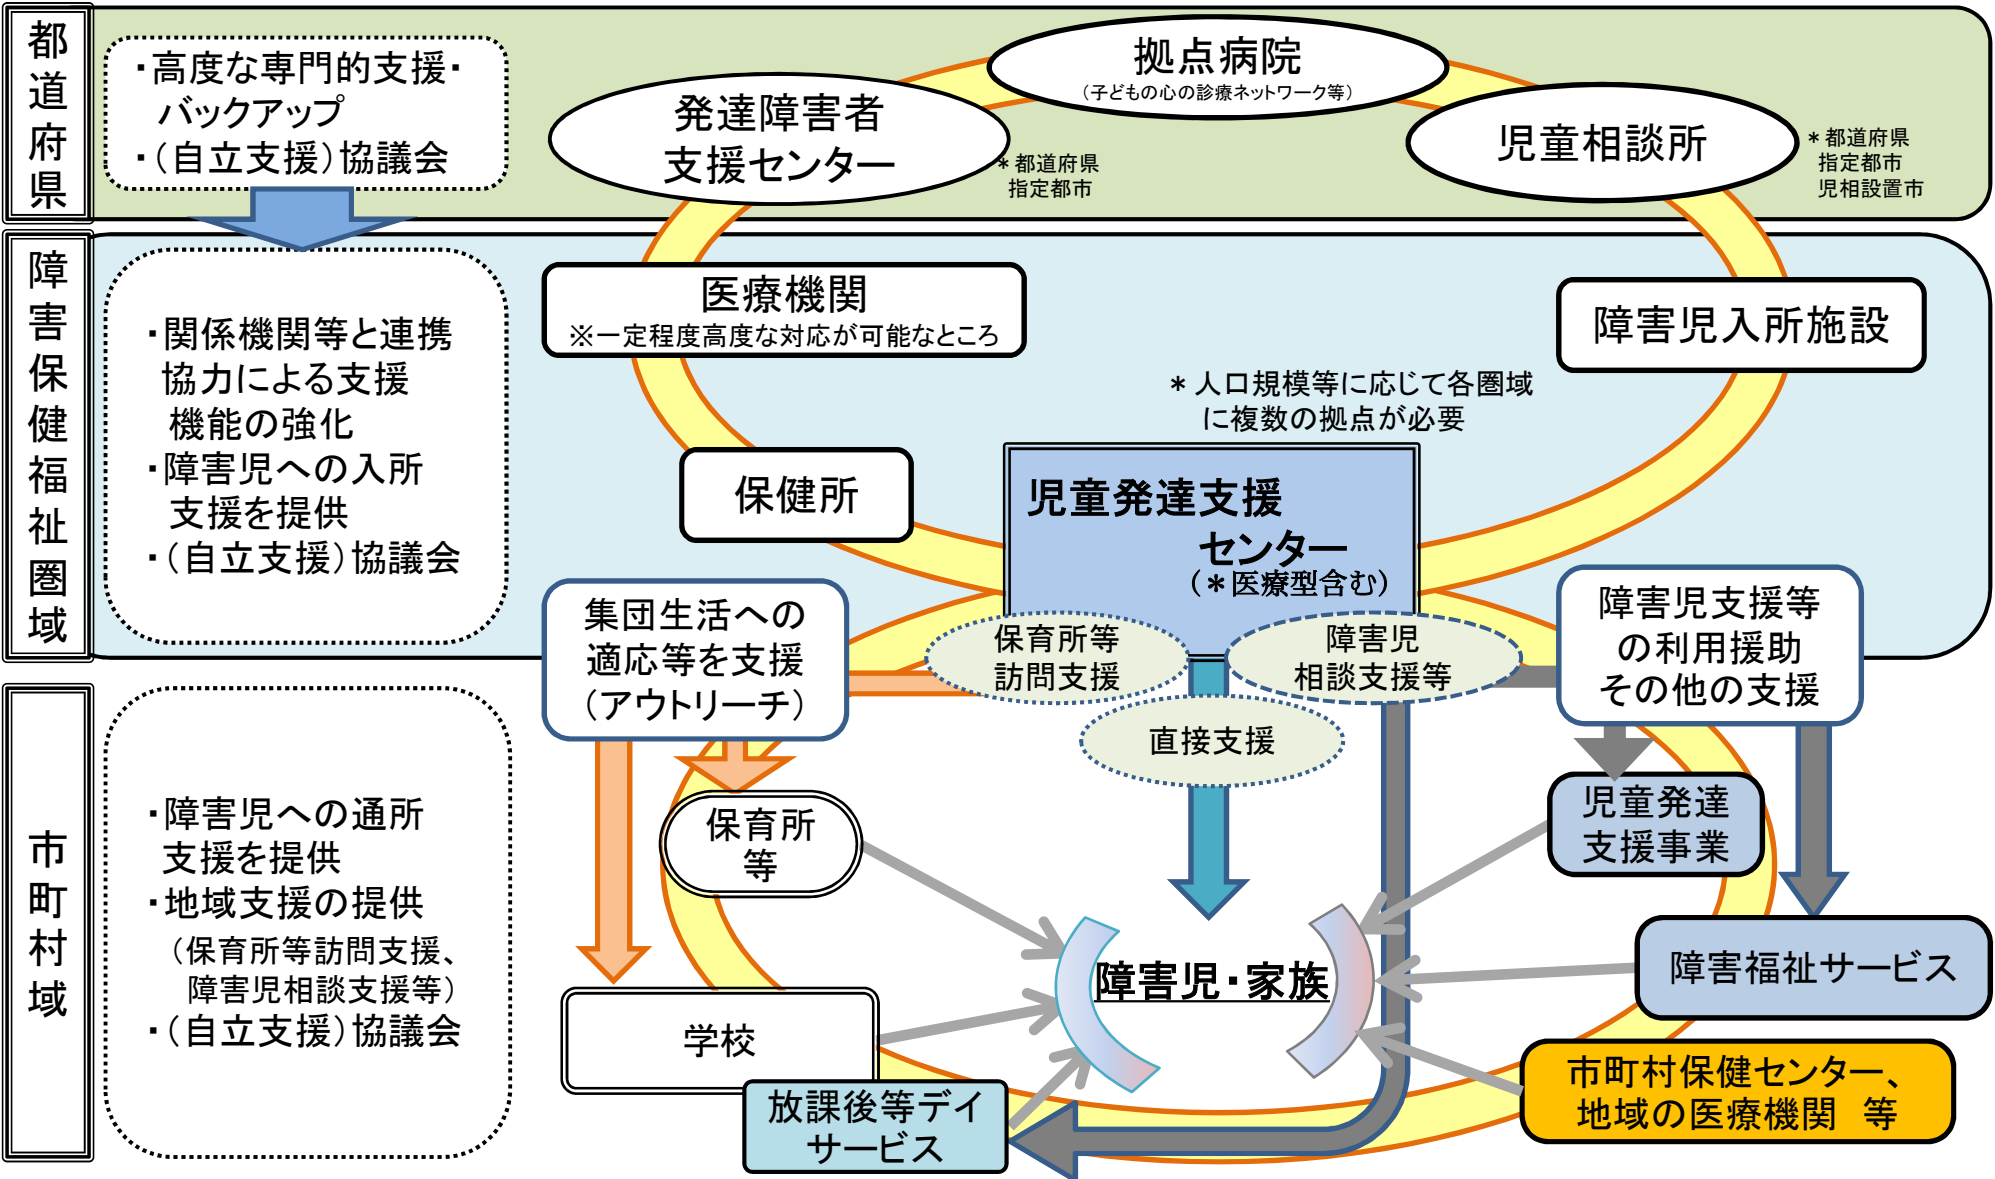 都道府県
・高度な専門的支援・
バックアップ
・（自立支援）協議会
拠点病院
（子どもの心の診療ネットワーク等）
発達障害者
支援センター
＊都道府県
指定都市
児童相談所
＊都道府県
指定都市
児相設置市
障害保健福祉圏域
・関係機関等と連携
協力による支援
機能の強化
・障害児への入所
支援を提供
・（自立支援）協議会
医療機関
※一定程度高度な対応が可能なところ
障害児入所施設
＊人口規模等に応じて各圏域
に複数の拠点が必要
保健所
児童発達支援
センター
（＊医療型含む）
集団生活への
適応等を支援
（アウトリーチ）
保育所等
訪問支援
障害児
相談支援等
障害児支援等
の利用援助
その他の支援
直接支援
市町村域
・障害児への通所
支援を提供
・地域支援の提供
（保育所等訪問支援、
障害児相談支援等）
・（自立支援）協議会
保育所
等
児童発達
支援事業
障害児・家族
障害福祉サービス
学校
放課後等デイ
サービス
市町村保健センター、
地域の医療機関　等